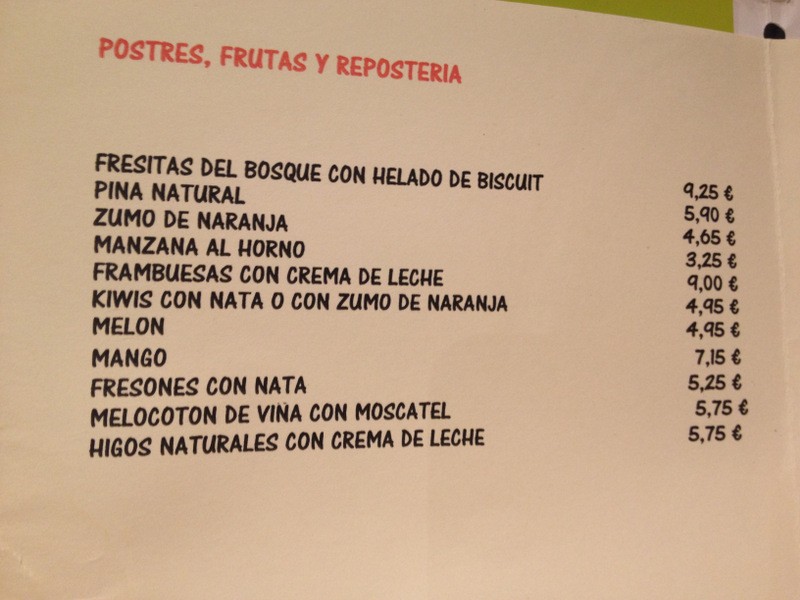 POSTRES, FRUTAS Y REPOSTERIA
FRESITAS DEL BOSQUE CON HELADO DE BISCUIT 9,25 €
PINA NATURAL 5,90 €
ZUMO DE NARANJA 4,65 €
MANZANA AL HORNO 3,25 €
FRAMBUESAS CON CREMA DE LECHE 9,00 €
KIWIS CON NATA O CON ZUMO DE NARANJA 4,95 €
MELON 4,95 €
MANGO 7,15 €
FRESONES CON NATA 5,25 €
MELOCOTON DE VIÑA CON MOSCATEL 5,75 €
HIGOS NATURALES CON CREMA DE LECHE 5,75 €